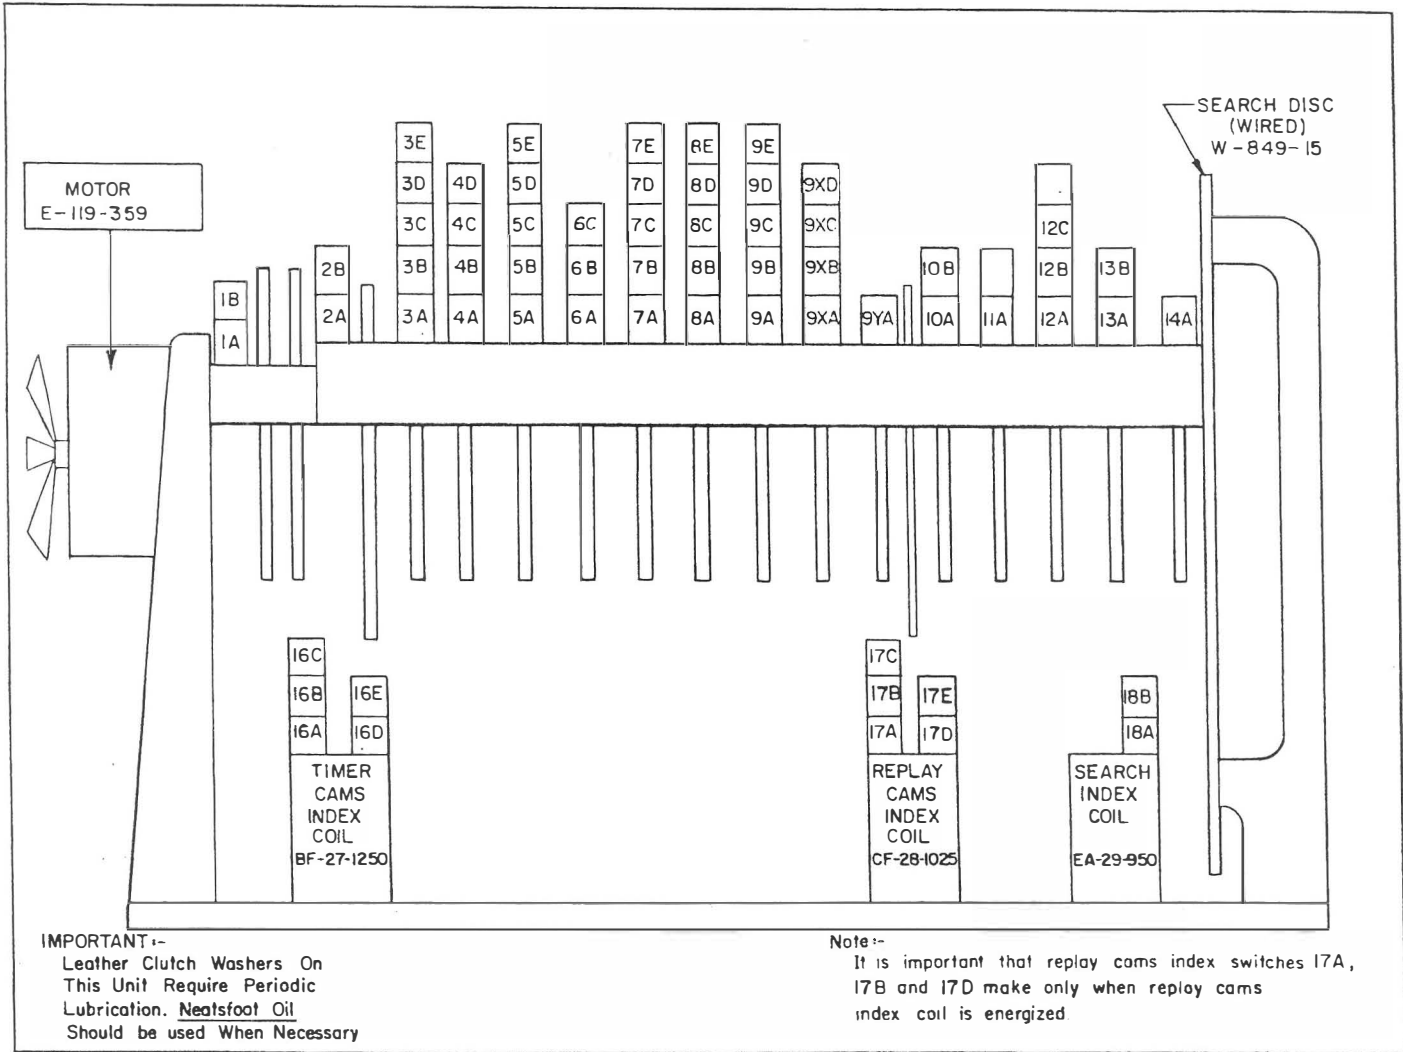 SEARCH DISC
(WIRED)
W-849-15
MOTOR
E-119-359
3E 5E 7E 8E 9E
3D 4D 5D 7D 8D 9D 9XD
3C 4C 5C 6C 7C 8C 9C 9XC 12C
2B 3B 4B 5B 6B 7B 8B 9B 9XB 10B 12B 13B
1B
2A 3A 4A 5A 6A 7A 8A 9A 9XA 9YA 10A 11A 12A 13A 14A
1A
16C 17C
16B 16E 17B 17E 18B
16A 16D 17A 17D 18A
TIMER
CAMS
INDEX
COIL
BF-27-1250
REPLAY
CAMS
INDEX
COIL
CF-28-1025
SEARCH
INDEX
COIL
EA-29-950
IMPORTANT:-
Leather Clutch Washers On
This Unit Require Periodic
Lubrication. Neatsfoot Oil
Should be used When Necessary
Note:-
It is important that replay cams index switches 17A,
17B and 17D make only when replay cams
index coil is energized.